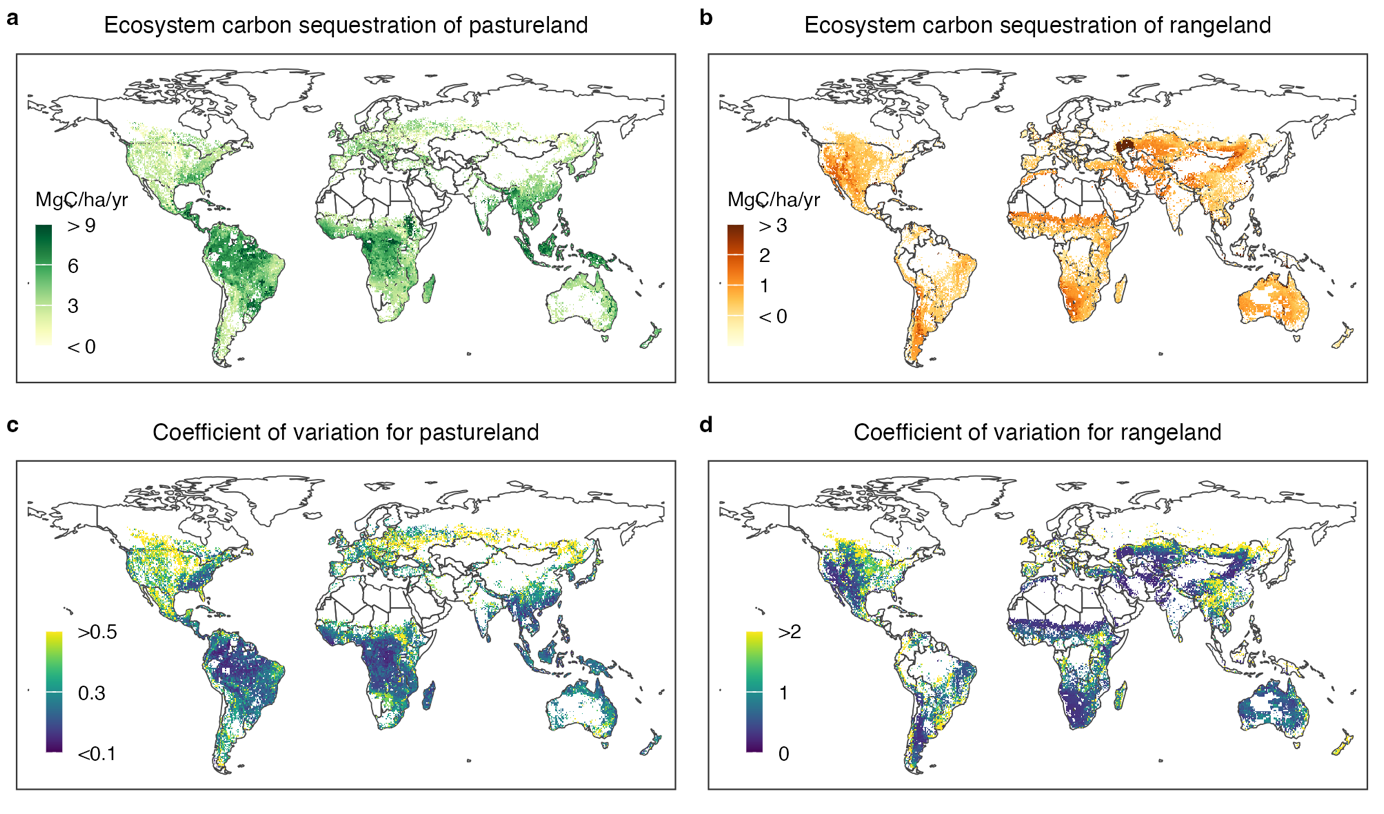 a
Ecosystem carbon sequestration of pastureland
MgC/ha/yr
> 9
6
3
< 0
b
Ecosystem carbon sequestration of rangeland
MgC/ha/yr
> 3
2
1
< 0
c
Coefficient of variation for pastureland
>0.5
0.3
<0.1
d
Coefficient of variation for rangeland
>2
1
0